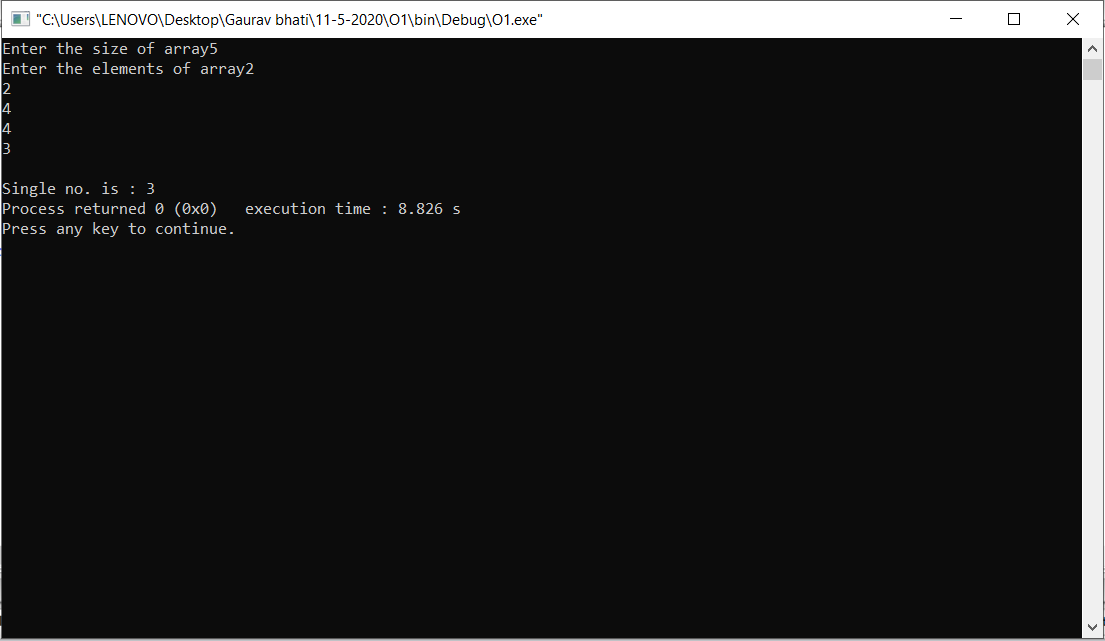 "C:\Users\LENOVO\Desktop\Gaurav bhati\11-5-2020\O1\bin\Debug\O1.exe"
Enter the size of array5
Enter the elements of array2
2
4
4
3
Single no. is : 3
Process returned 0 (0x0)   execution time : 8.826 s
Press any key to continue.